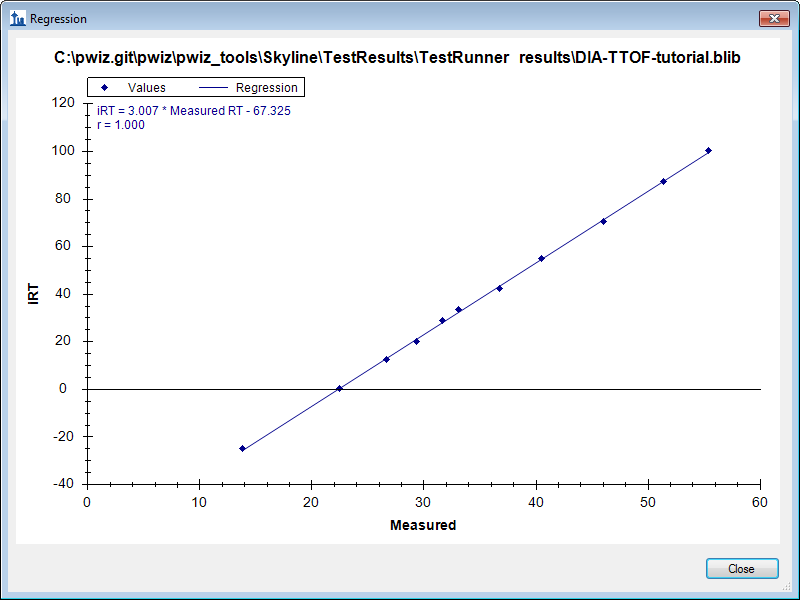 Regression
C:\pwiz.git\pwiz\pwiz_tools\Skyline\TestResults\TestRunner  results\DIA-TTOF-tutorial.blib
Values Regression
iRT = 3.007 * Measured RT - 67.325
r = 1.000
120
100
80
60
40
20
0
-20
-40
iRT
0 10 20 30 40 50 60
Measured
Close